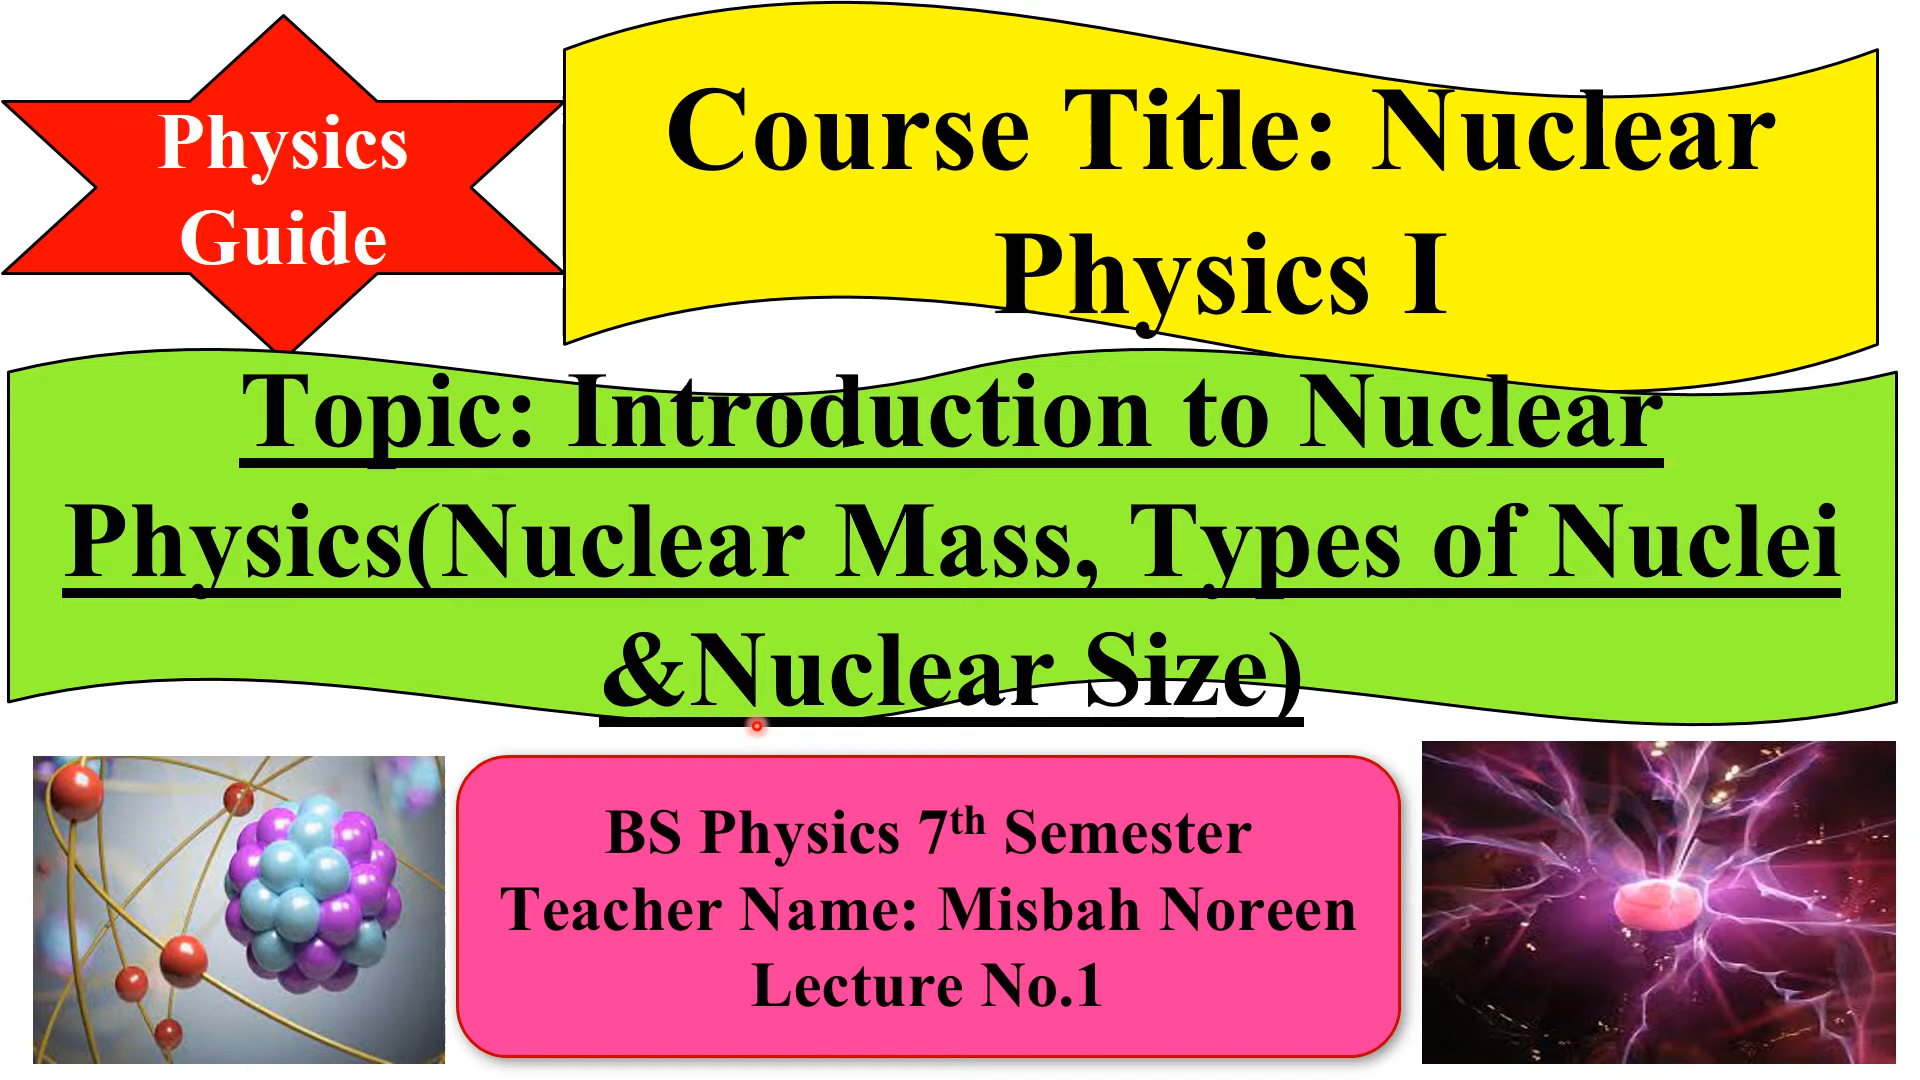 Physics
Guide
Course Title: Nuclear
Physics I
Topic: Introduction to Nuclear
Physics(Nuclear Mass, Types of Nuclei
&Nuclear Size)
BS Physics 7th Semester
Teacher Name: Misbah Noreen
Lecture No.1